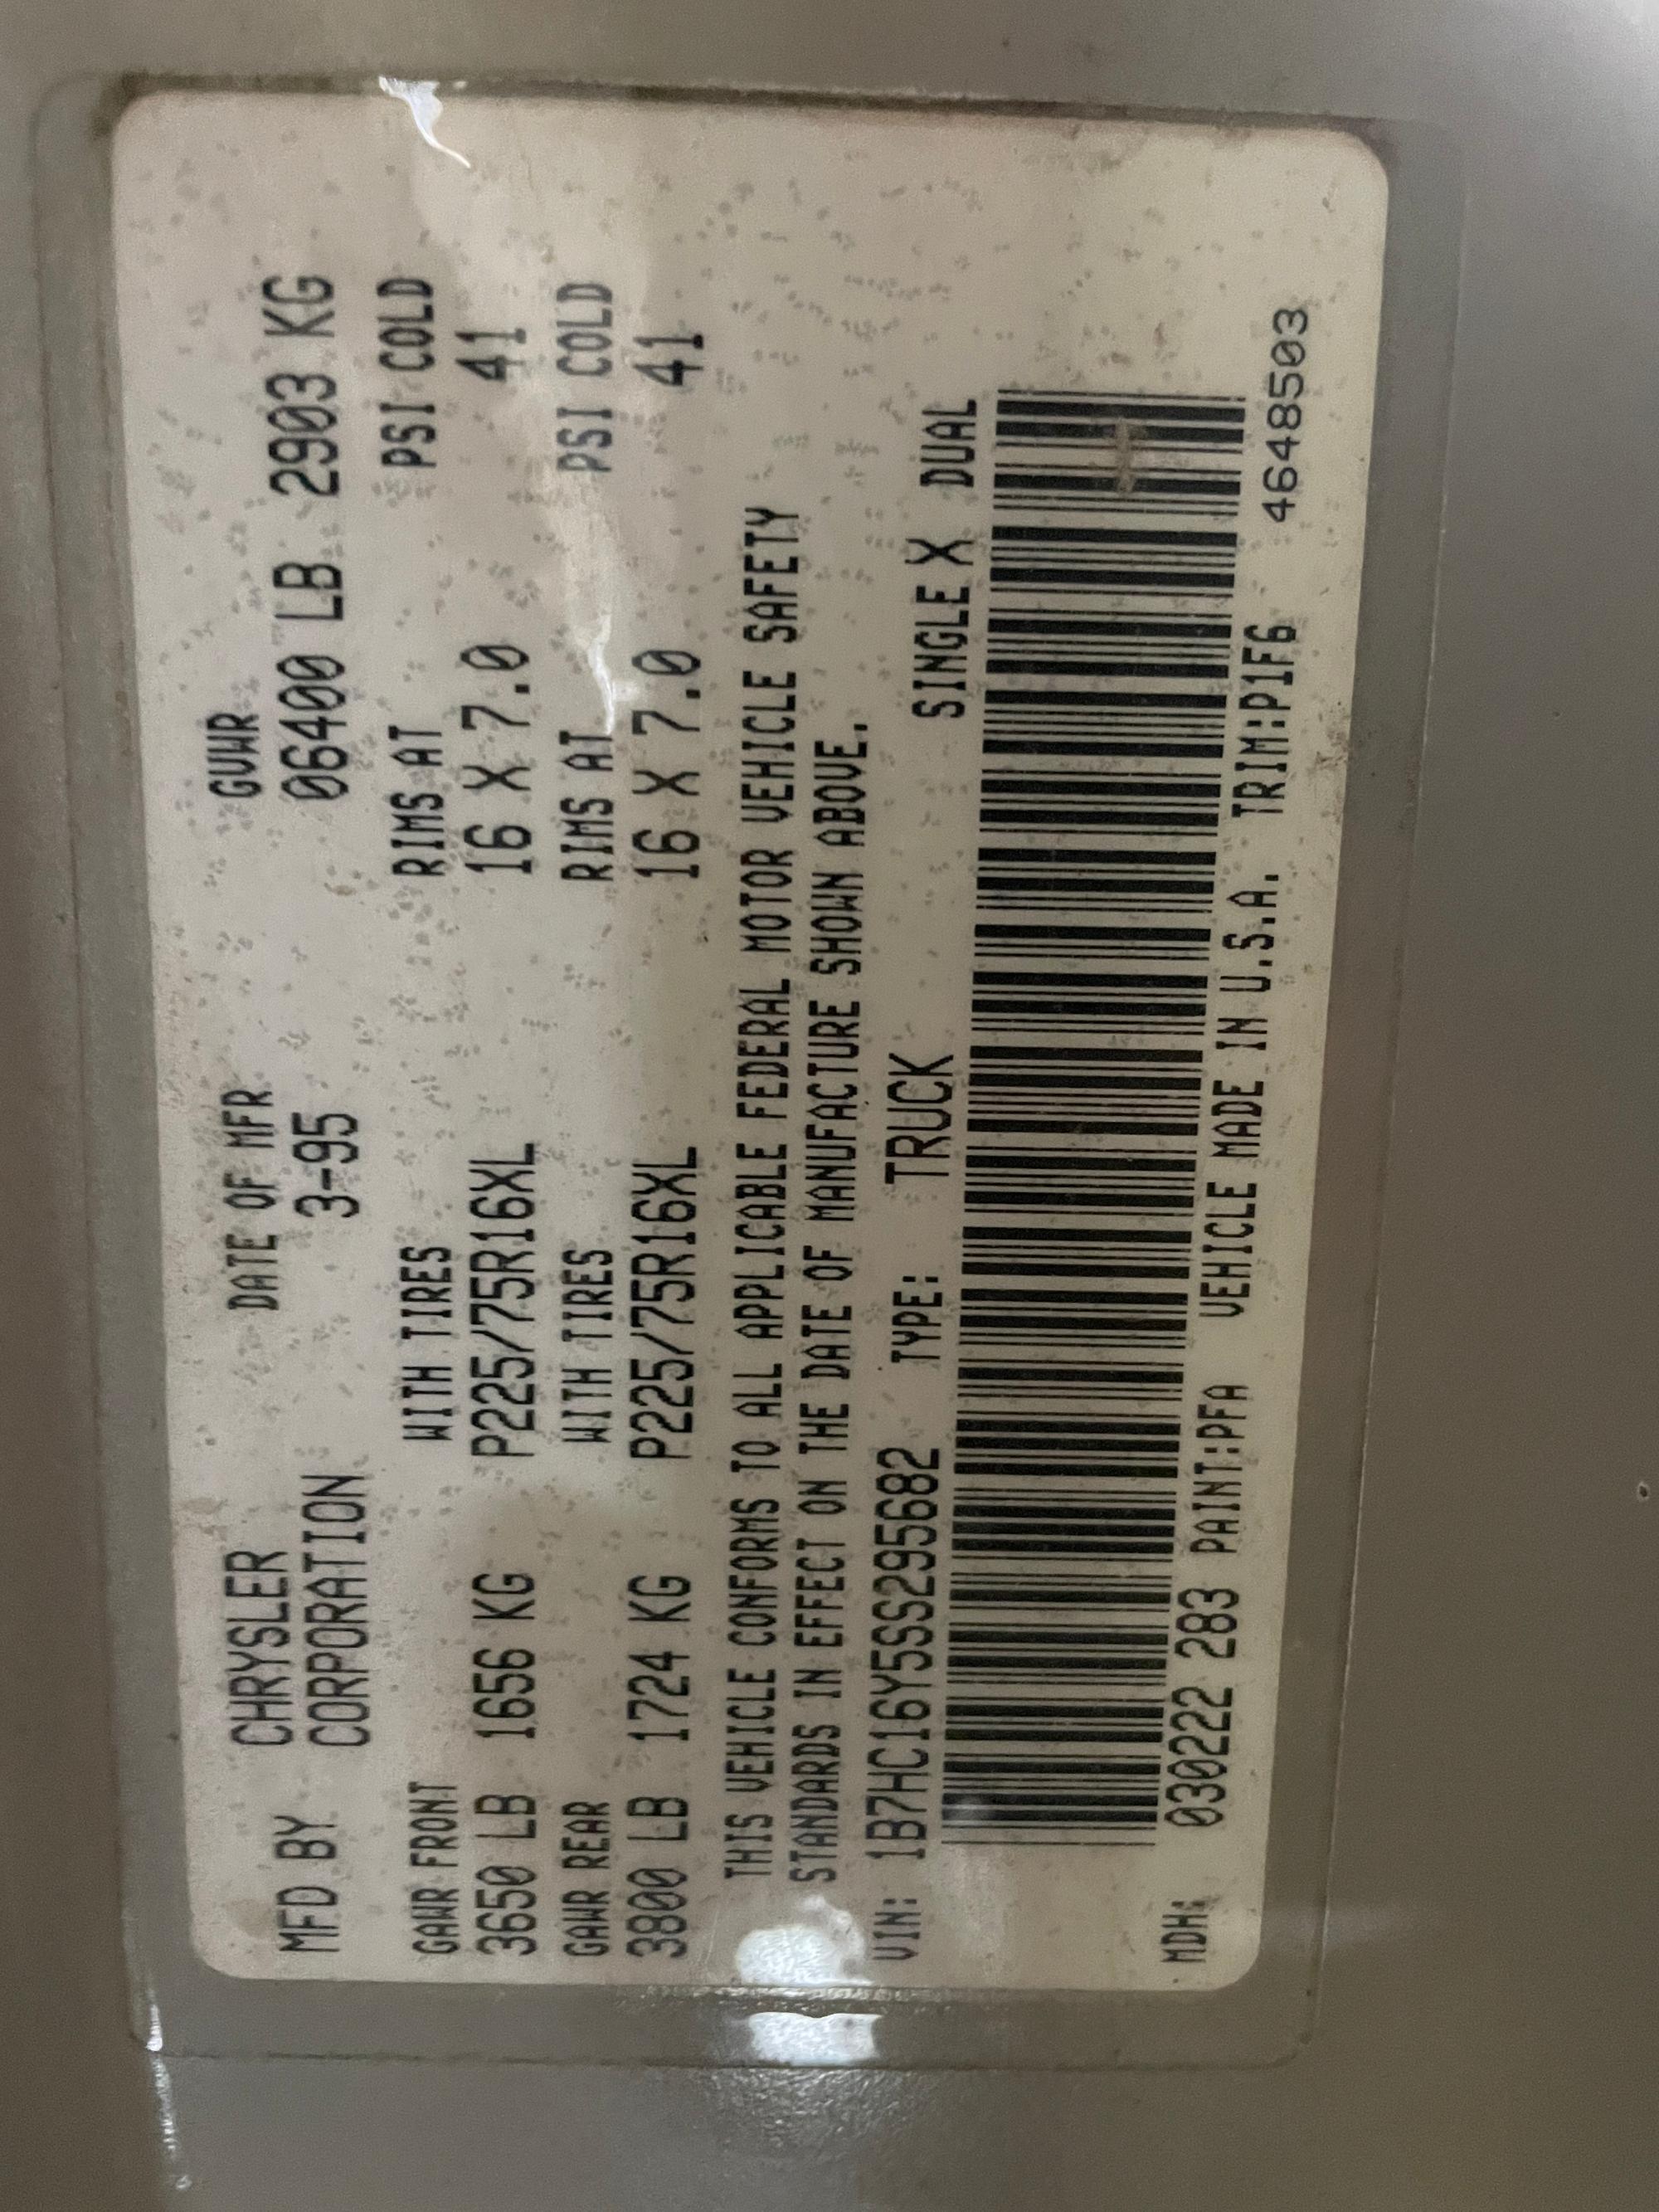 MFD BY CHRYSLER CORPORATION DATE OF MFR 3-95 GVWR 06400 LB 2903 KG
GAWR FRONT WITH TIRES RIMS AT PSI COLD
3650 LB 1656 KG P225/75R16XL 16 X 7.0 41
GAWR REAR WITH TIRES RIMS AT PSI COLD
3800 LB 1724 KG P225/75R16XL 16 X 7.0 41
THIS VEHICLE CONFORMS TO ALL APPLICABLE FEDERAL MOTOR VEHICLE SAFETY
STANDARDS IN EFFECT ON THE DATE OF MANUFACTURE SHOWN ABOVE.
VIN: 1B7HC16Y5SS295682 TYPE: TRUCK SINGLE X DUAL
MDH: 030222 283 PAINT:PFA VEHICLE MADE IN U.S.A. TRIM:P1F6
4648503